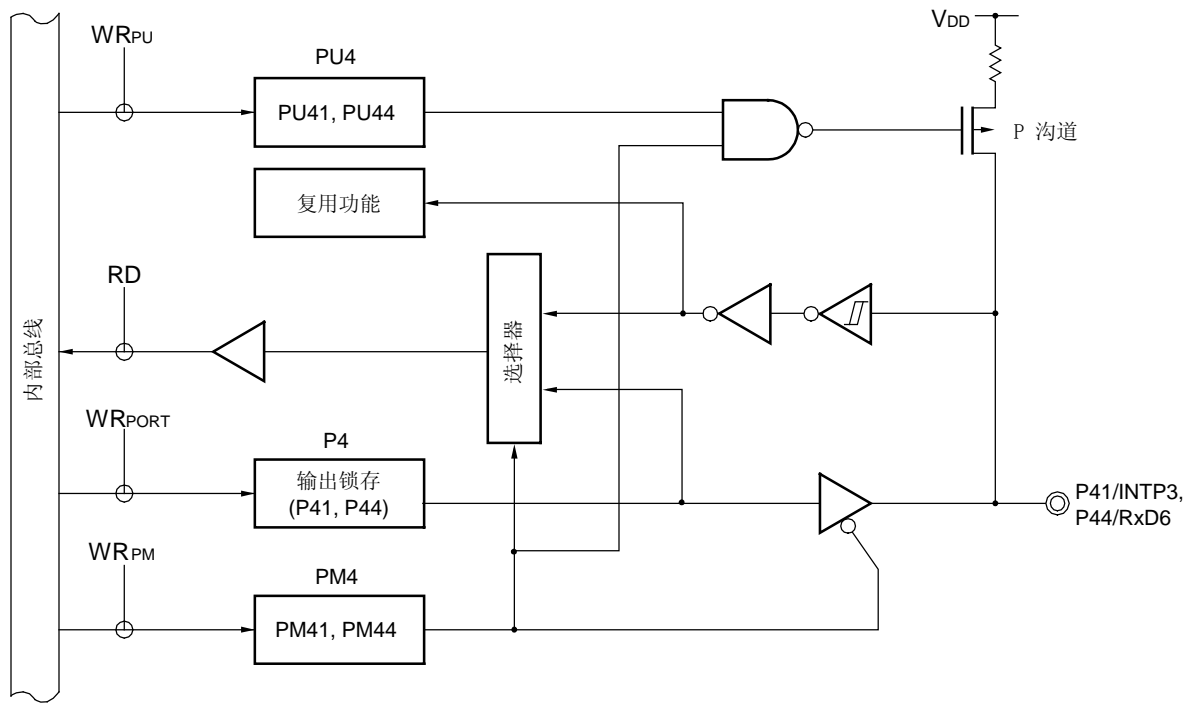 WRPU
VDD
PU4
PU41, PU44
P 沟道
复用功能
RD
选择器
内部总线
WRPORT
P4
输出锁存
(P41, P44)
P41/INTP3,
P44/RxD6
WRPM
PM4
PM41, PM44